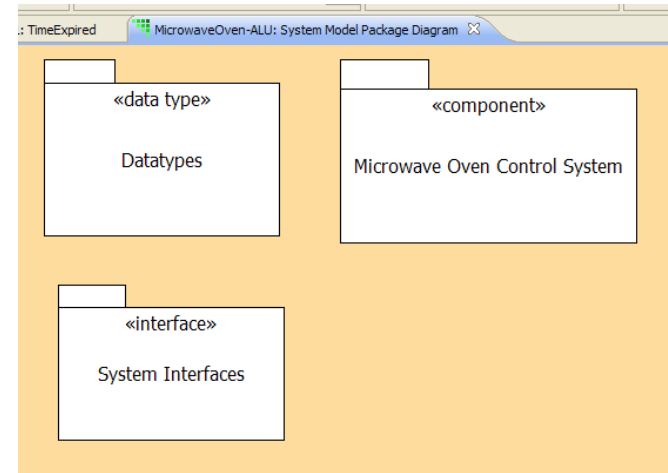 .: TimeExpired
MicrowaveOven-ALU: System Model Package Diagram
«data type»
Datatypes
«component»
Microwave Oven Control System
«interface»
System Interfaces